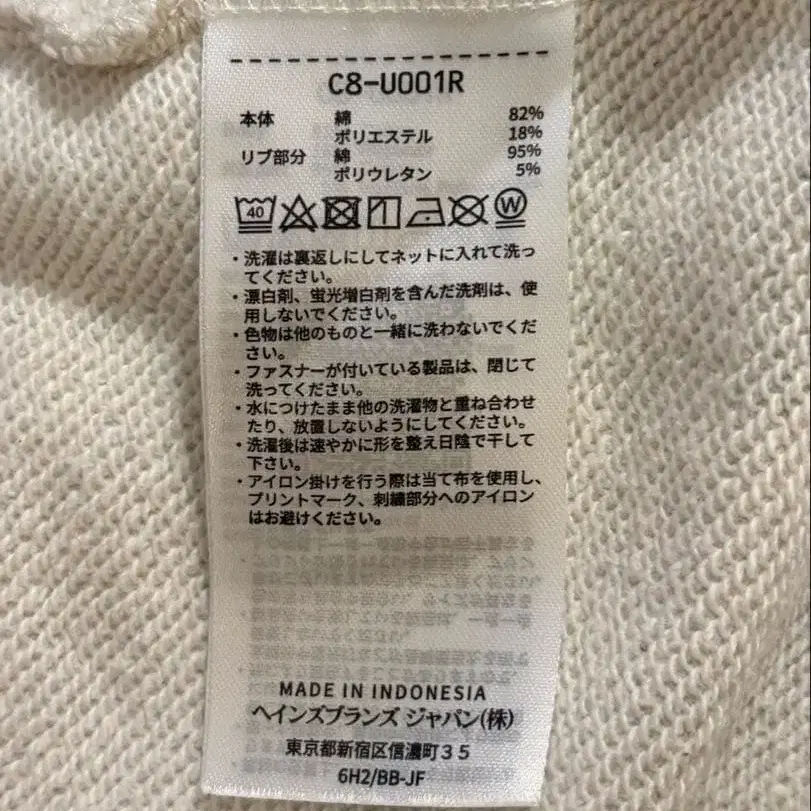 C8-U001R
本体 綿 82%
ポリエステル 18%
リブ部分 綿 95%
ポリウレタン 5%
40 W
・洗濯は裏返しにしてネットに入れて洗っ
てください。
・漂白剤、蛍光増白剤を含んだ洗剤は、使
用しないでください。
・色物は他のものと一緒に洗わないでくだ
さい。
・ファスナーが付いている製品は、閉じて
洗ってください。
・水につけたまま他の洗濯物と重ね合わせ
たり、放置しないようにしてください。
・洗濯後は速やかに形を整え日陰で干して
下さい。
・アイロン掛けを行う際は当て布を使用し、
プリントマーク、刺繍部分へのアイロン
はお避けください。
MADE IN INDONESIA
ヘインズブランズ ジャパン(株)
東京都新宿区信濃町35
6H2/BB-JF